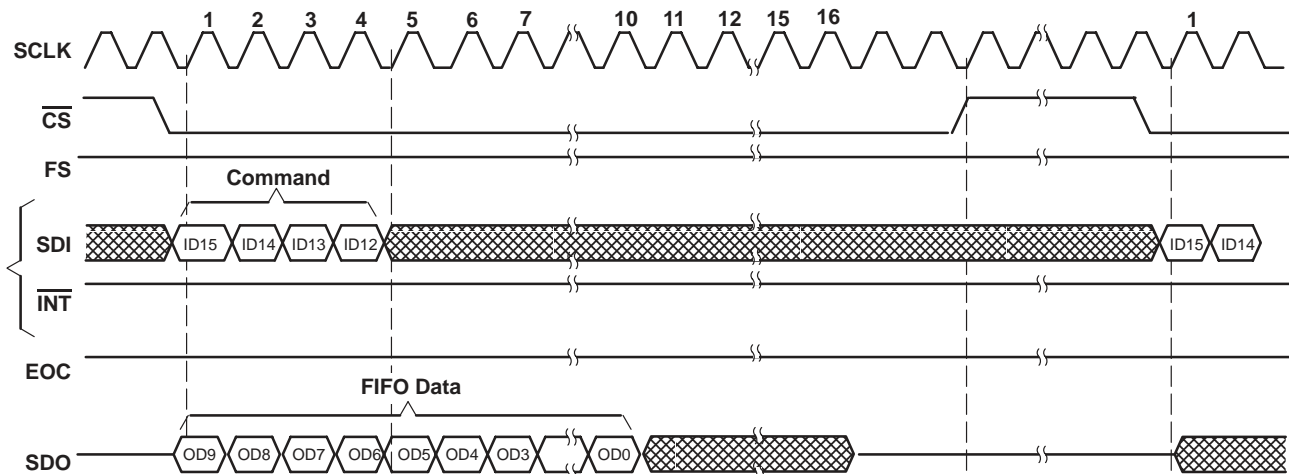 1 2 3 4 5 6 7 10 11 12 15 16 1
SCLK
CS
FS
Command
SDI ID15 ID14 ID13 ID12 ID15 ID14
INT
EOC
FIFO Data
SDO OD9 OD8 OD7 OD6 OD5 OD4 OD3 OD0